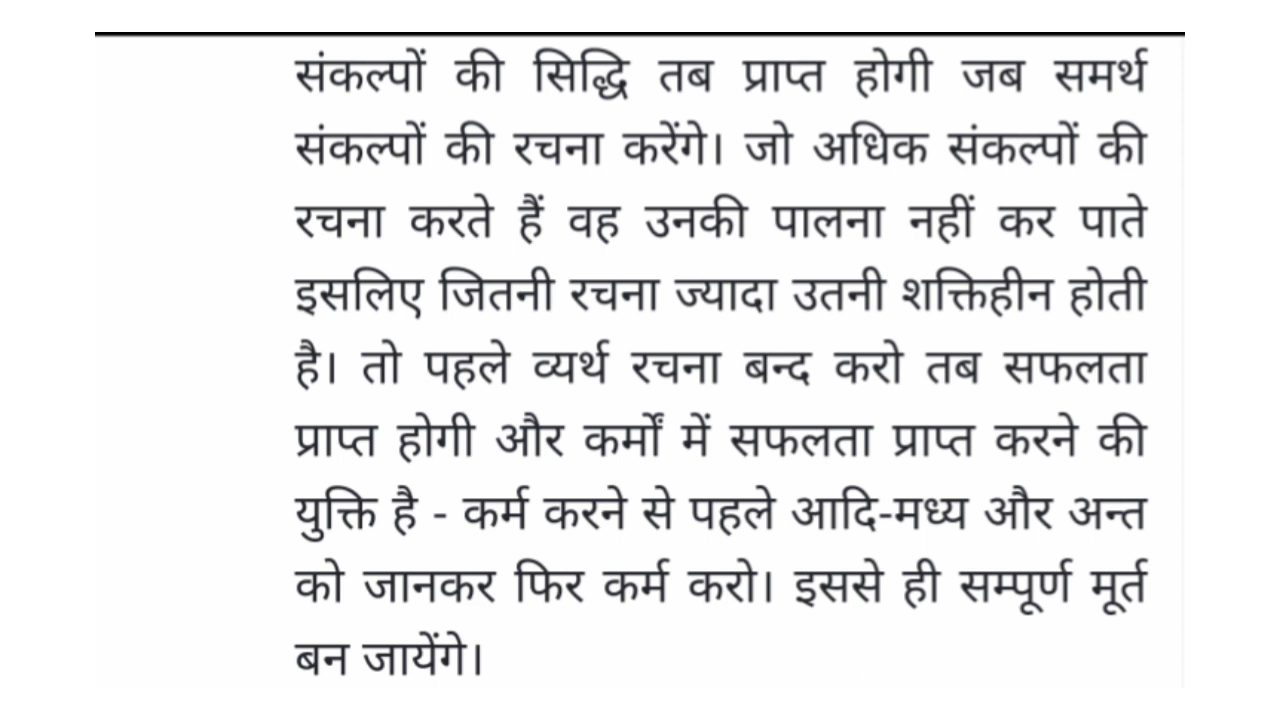 संकल्पों की सिद्धि तब प्राप्त होगी जब समर्थ
संकल्पों की रचना करेंगे। जो अधिक संकल्पों की
रचना करते हैं वह उनकी पालना नहीं कर पाते
इसलिए जितनी रचना ज्यादा उतनी शक्तिहीन होती
है। तो पहले व्यर्थ रचना बन्द करो तब सफलता
प्राप्त होगी और कर्मों में सफलता प्राप्त करने की
युक्ति है - कर्म करने से पहले आदि-मध्य और अन्त
को जानकर फिर कर्म करो। इससे ही सम्पूर्ण मूर्त
बन जायेंगे।